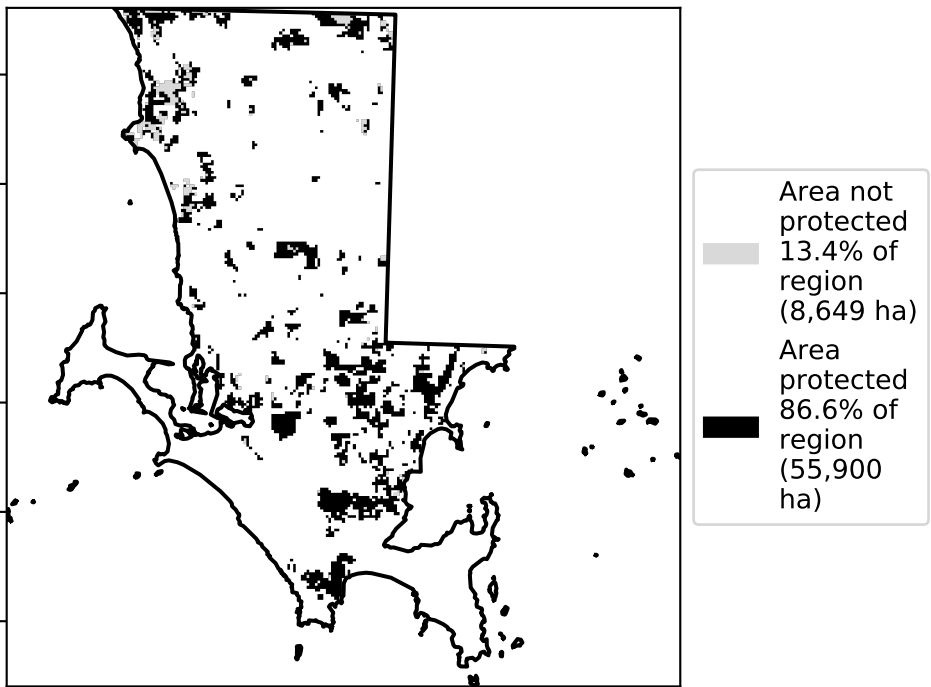 Area not
protected
13.4% of
region
(8,649 ha)
Area
protected
86.6% of
region
(55,900
ha)